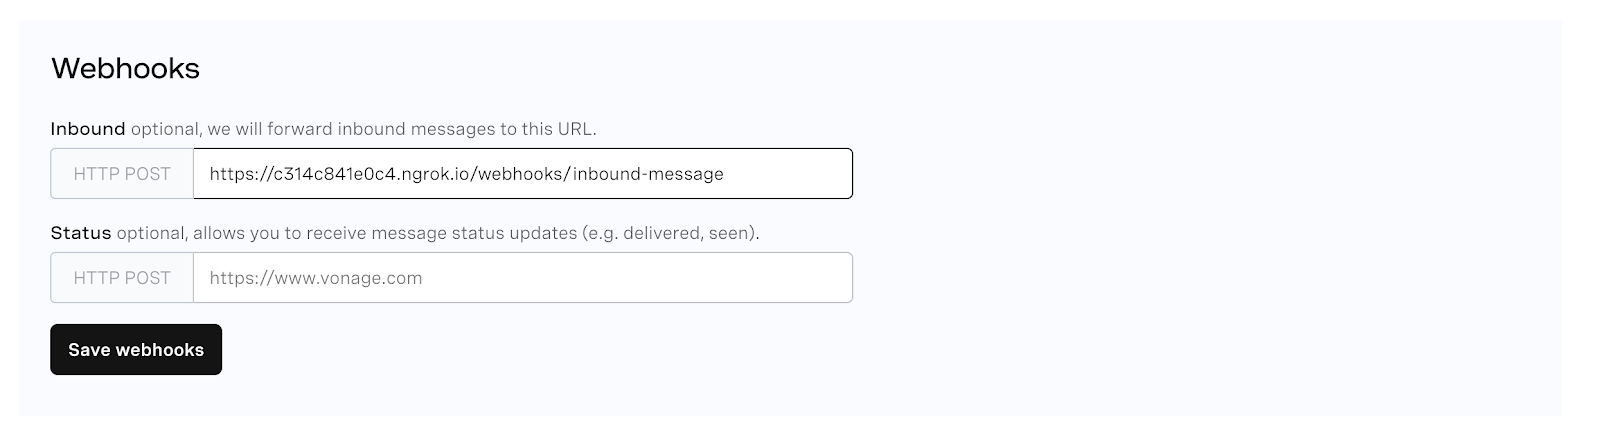 Webhooks
Inbound optional, we will forward inbound messages to this URL.
HTTP POST https://c314c841e0c4.ngrok.io/webhooks/inbound-message
Status optional, allows you to receive message status updates (e.g. delivered, seen).
HTTP POST https://www.vonage.com
Save webhooks